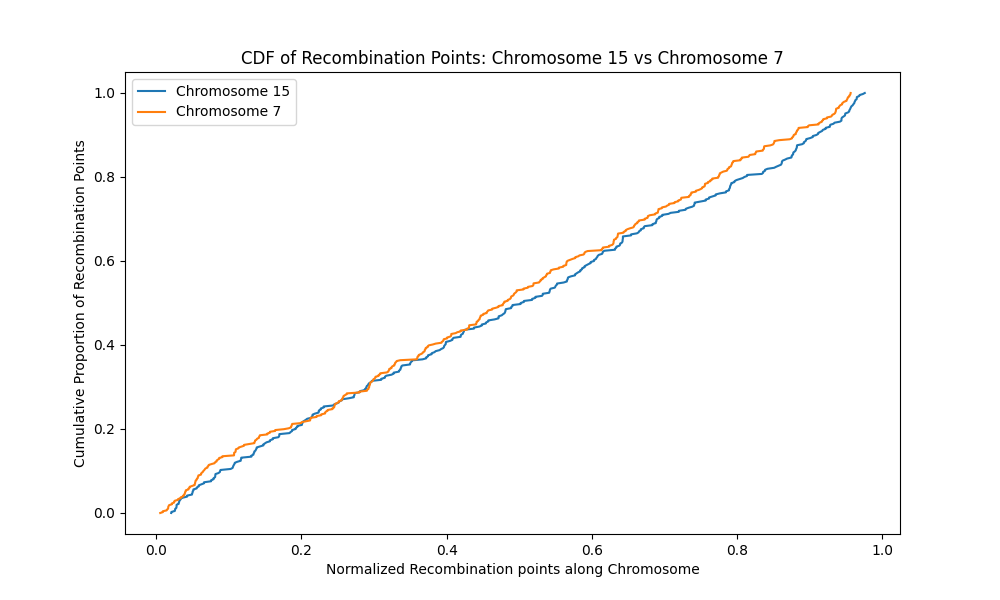 CDF of Recombination Points: Chromosome 15 vs Chromosome 7
Chromosome 15
Chromosome 7
Cumulative Proportion of Recombination Points
1.0
0.8
0.6
0.4
0.2
0.0
0.0 0.2 0.4 0.6 0.8 1.0
Normalized Recombination points along Chromosome